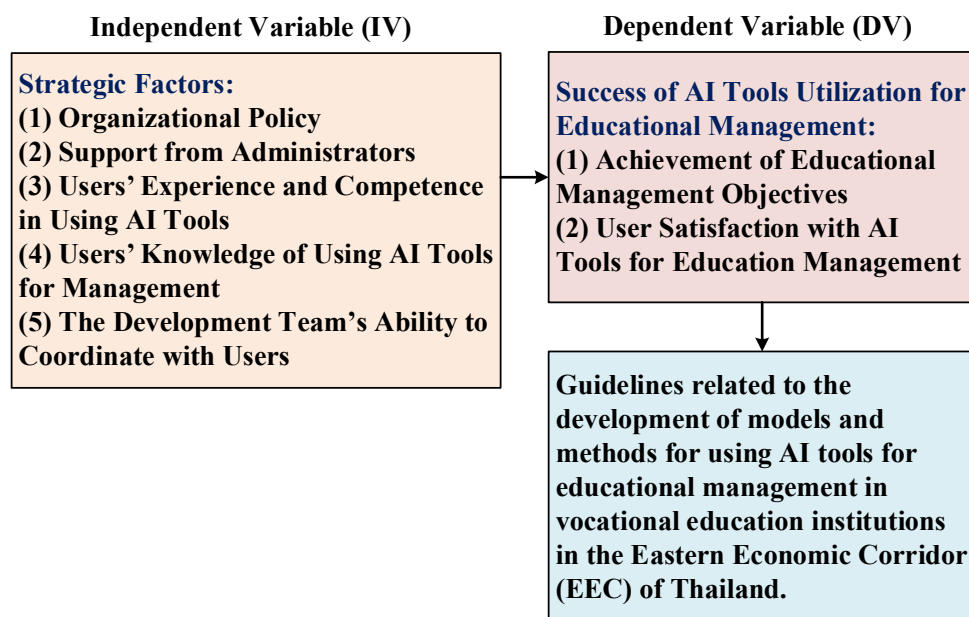 Independent Variable (IV)
Strategic Factors:
(1) Organizational Policy
(2) Support from Administrators
(3) Users’ Experience and Competence
in Using AI Tools
(4) Users’ Knowledge of Using AI Tools
for Management
(5) The Development Team’s Ability to
Coordinate with Users
Dependent Variable (DV)
Success of AI Tools Utilization for
Educational Management:
(1) Achievement of Educational
Management Objectives
(2) User Satisfaction with AI
Tools for Education Management
Guidelines related to the
development of models and
methods for using AI tools for
educational management in
vocational education institutions
in the Eastern Economic Corridor
(EEC) of Thailand.